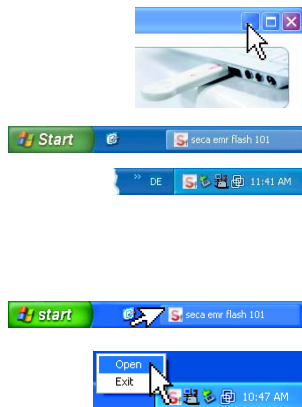 Start
seca emr flash 101
DE
11:41 AM
start
seca emr flash 101
Open
Exit
10:47 AM